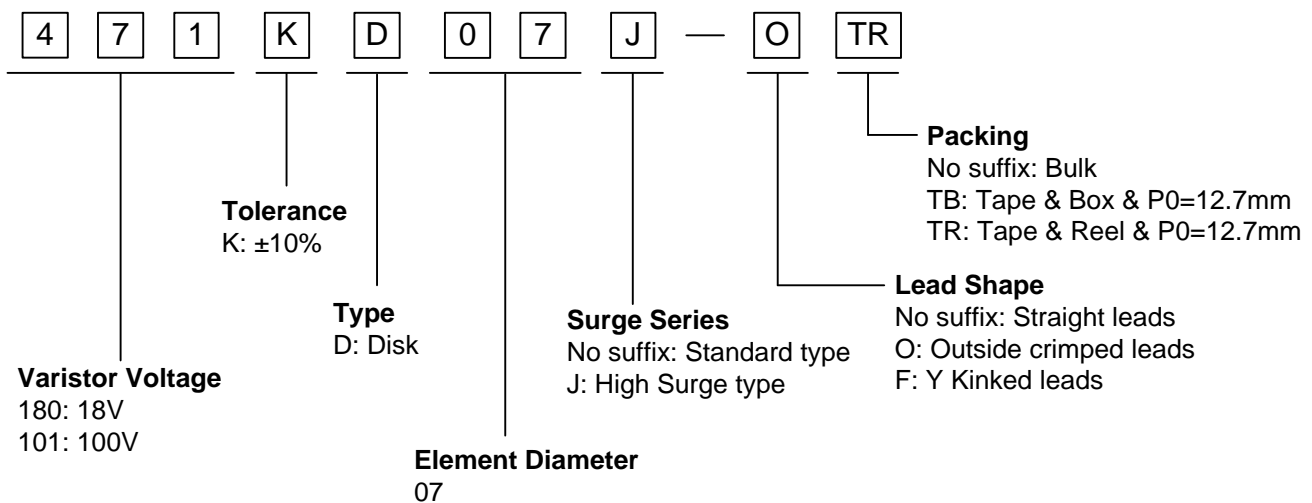 4 7 1 K D 0 7 J — O TR
Packing
No suffix: Bulk
TB: Tape & Box & P0=12.7mm
TR: Tape & Reel & P0=12.7mm
Tolerance
K: ±10%
Lead Shape
No suffix: Straight leads
O: Outside crimped leads
F: Y Kinked leads
Type
D: Disk
Surge Series
No suffix: Standard type
J: High Surge type
Varistor Voltage
180: 18V
101: 100V
Element Diameter
07